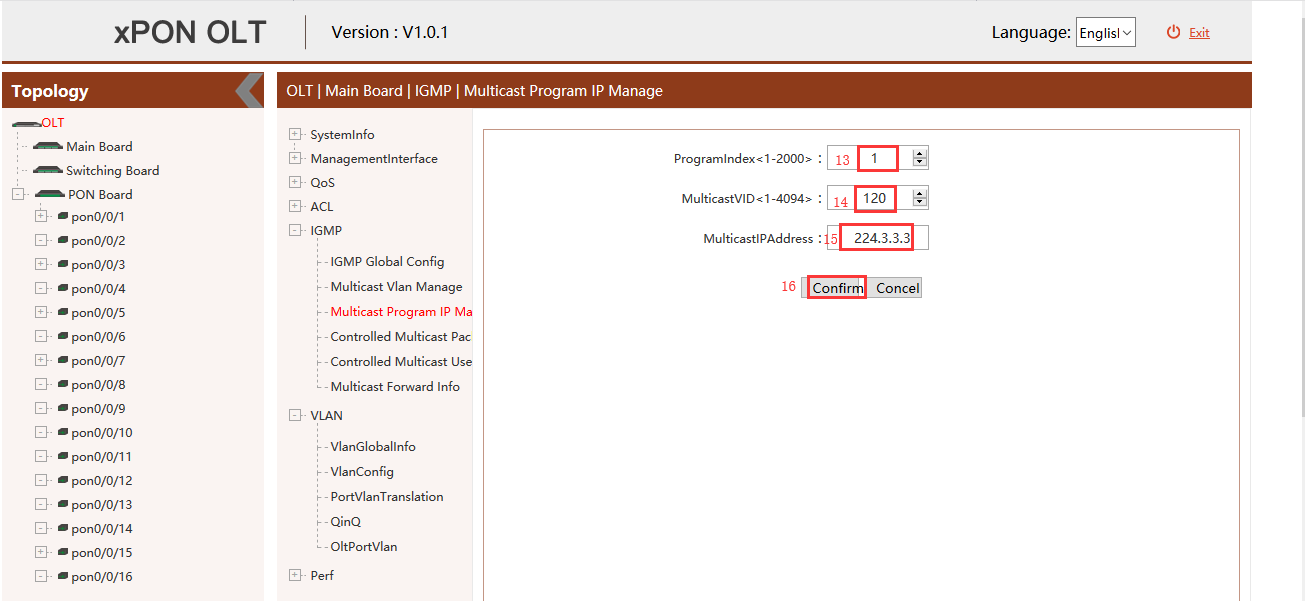 xPON OLT
Version : V1.0.1
Language:
Englisl
Exit
Topology
OLT
Main Board
Switching Board
PON Board
pon0/0/1
pon0/0/2
pon0/0/3
pon0/0/4
pon0/0/5
pon0/0/6
pon0/0/7
pon0/0/8
pon0/0/9
pon0/0/10
pon0/0/11
pon0/0/12
pon0/0/13
pon0/0/14
pon0/0/15
pon0/0/16
OLT | Main Board | IGMP | Multicast Program IP Manage
SystemInfo
ManagementInterface
QoS
ACL
IGMP
IGMP Global Config
Multicast Vlan Manage
Multicast Program IP Ma
Controlled Multicast Pac
Controlled Multicast Use
Multicast Forward Info
VLAN
VlanGlobalInfo
VlanConfig
PortVlanTranslation
QinQ
OltPortVlan
Perf
ProgramIndex<1-2000> : 13 1
MulticastVID<1-4094> : 14 120
MulticastIPAddress : 15 224.3.3.3
16 Confirm Concel